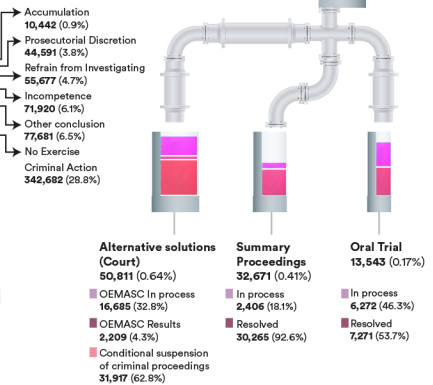 Accumulation
10,442 (0.9%)
Prosecutorial Discretion
44,591 (3.8%)
Refrain from Investigating
55,677 (4.7%)
Incompetence
71,920 (6.1%)
Other conclusion
77,681 (6.5%)
No Exercise
Criminal Action
342,682 (28.8%)
Alternative solutions
(Court)
50,811 (0.64%)
OEMASC In process
16,685 (32.8%)
OEMASC Results
2,209 (4.3%)
Conditional suspension
of criminal proceedings
31,917 (62.8%)
Summary
Proceedings
32,671 (0.41%)
In process
2,406 (18.1%)
Resolved
30,265 (92.6%)
Oral Trial
13,543 (0.17%)
In process
6,272 (46.3%)
Resolved
7,271 (53.7%)